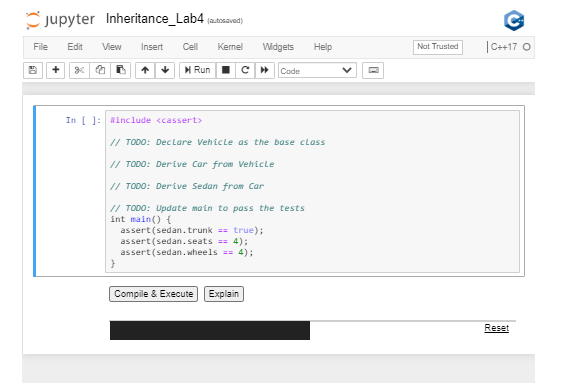 jupyter Inheritance_Lab4 (autosaved)
File Edit View Insert Cell Kernel Widgets Help Not Trusted C++17
Run Code
In [ ]: #include <cassert>
// TODO: Declare Vehicle as the base class
// TODO: Derive Car from Vehicle
// TODO: Derive Sedan from Car
// TODO: Update main to pass the tests
int main() {
assert(sedan.trunk == true);
assert(sedan.seats == 4);
assert(sedan.wheels == 4);
}
Compile & Execute Explain
Reset